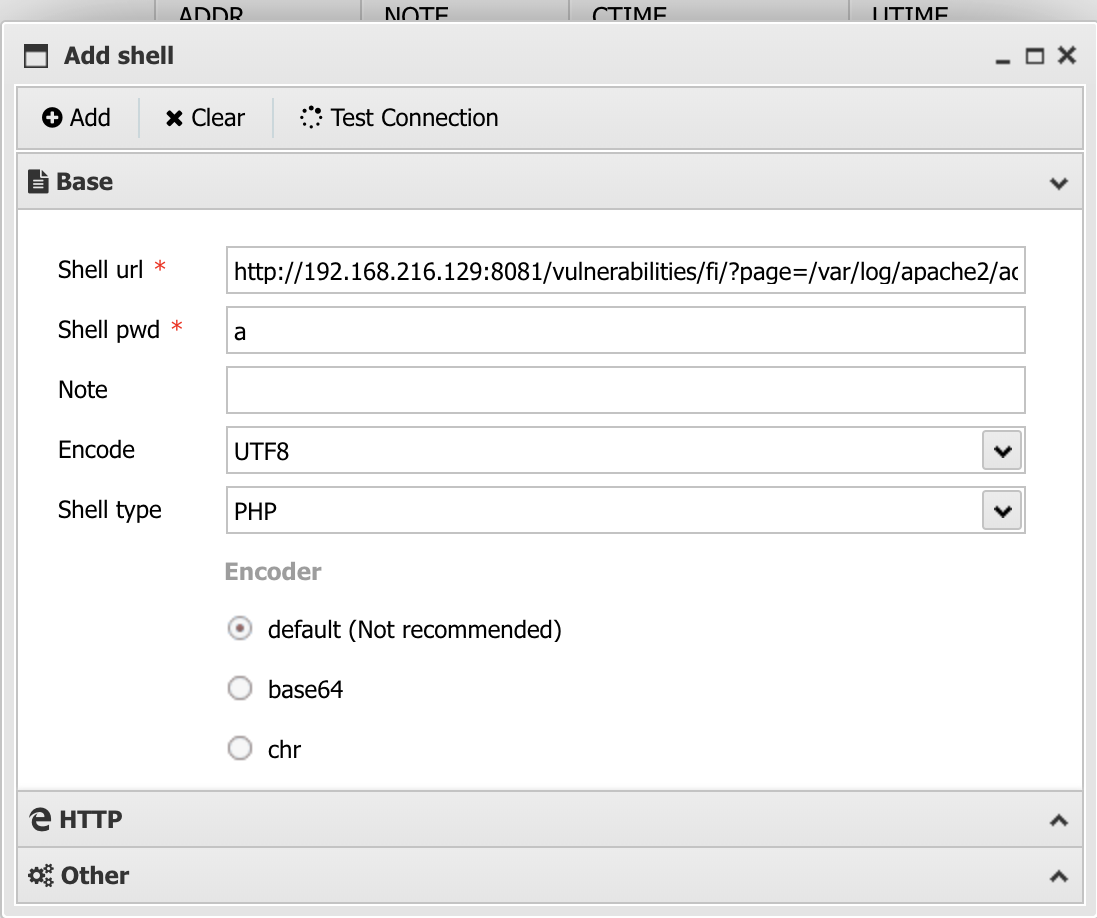 ADDR NOTE CTIME UTIME
Add shell
Add Clear Test Connection
Base
Shell url * http://192.168.216.129:8081/vulnerabilities/fi/?page=/var/log/apache2/ac
Shell pwd * a
Note
Encode UTF8
Shell type PHP
Encoder
default (Not recommended)
base64
chr
HTTP
Other